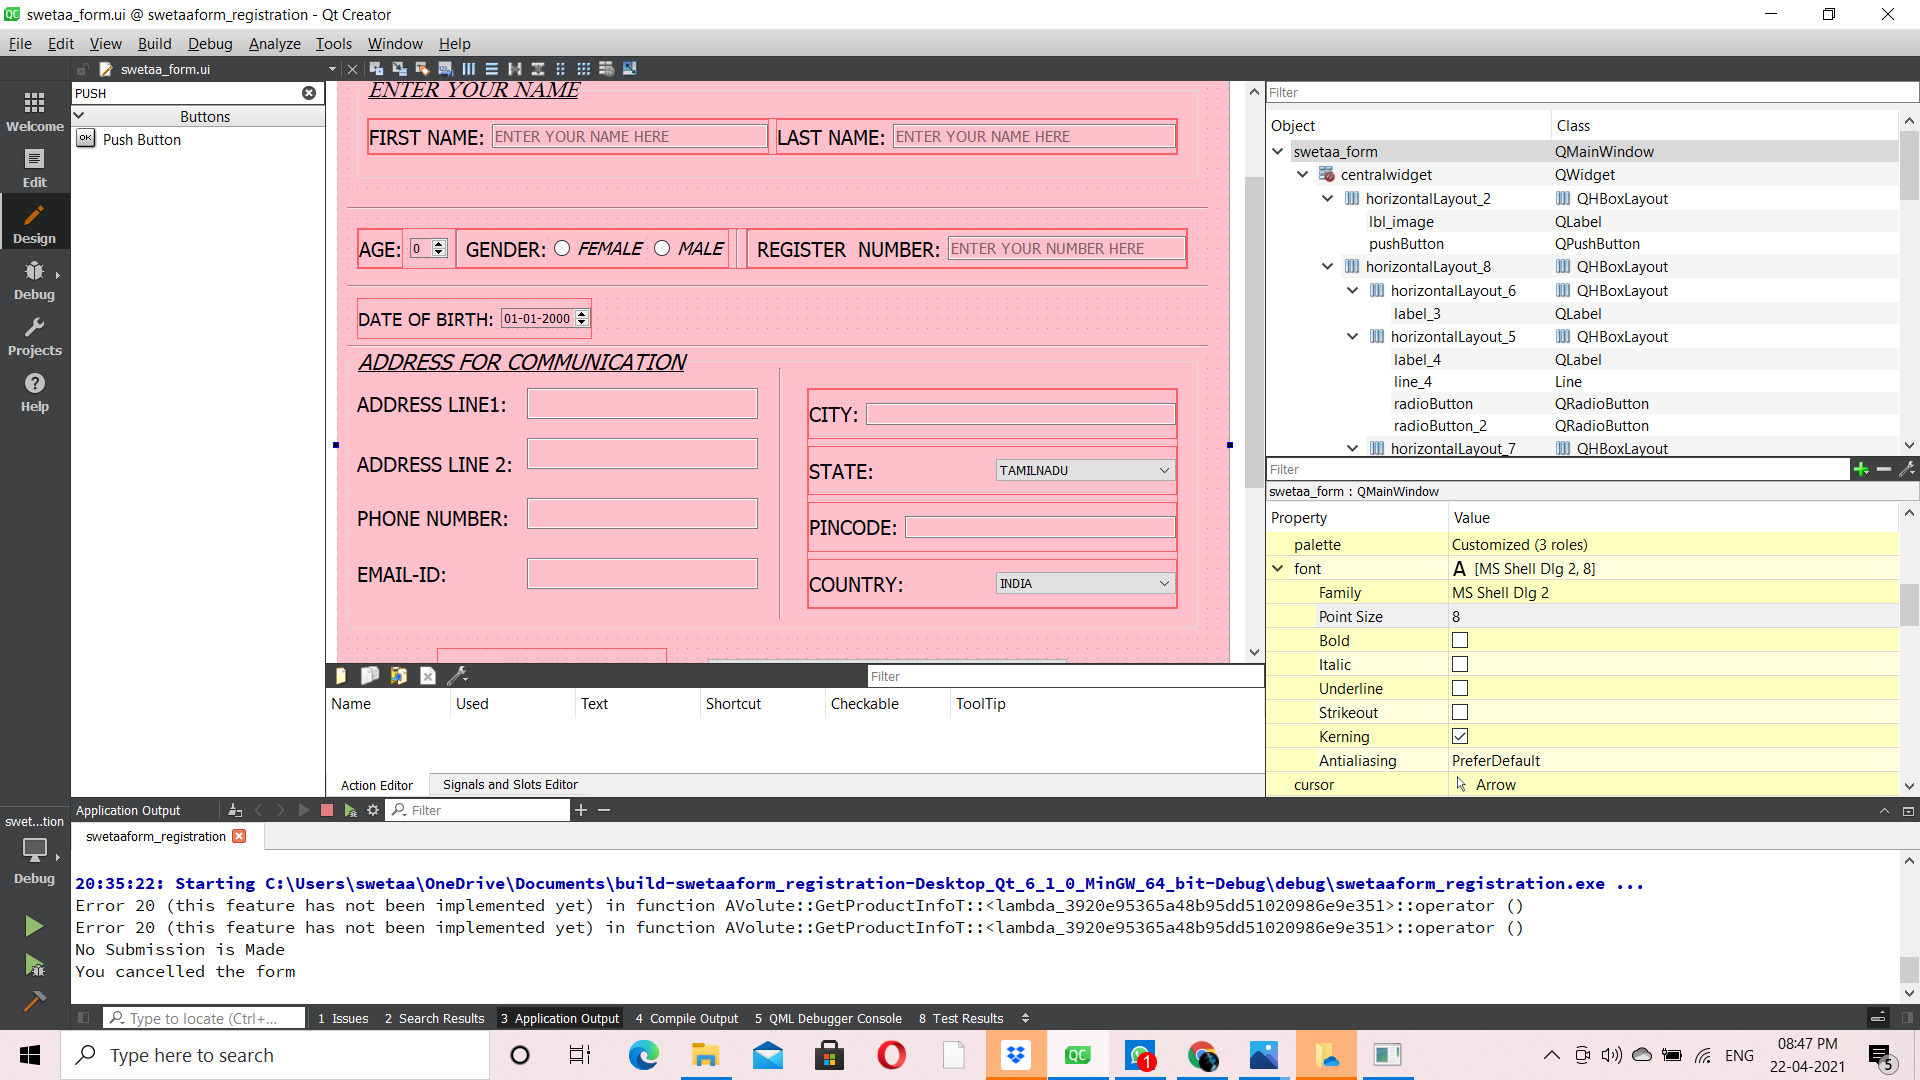 swetaa_form.ui @ swetaaform_registration - Qt Creator
File Edit View Build Debug Analyze Tools Window Help
swetaa_form.ui
Welcome
Edit
Design
Debug
Projects
Help
swet...tion
Debug
PUSH
Buttons
Push Button
ENTER YOUR NAME
FIRST NAME: ENTER YOUR NAME HERE LAST NAME: ENTER YOUR NAME HERE
AGE: 0 GENDER: FEMALE MALE REGISTER NUMBER: ENTER YOUR NUMBER HERE
DATE OF BIRTH: 01-01-2000
ADDRESS FOR COMMUNICATION
ADDRESS LINE1:
ADDRESS LINE 2:
PHONE NUMBER:
EMAIL-ID:
CITY:
STATE: TAMILNADU
PINCODE:
COUNTRY: INDIA
Filter
Name Used Text Shortcut Checkable ToolTip
Action Editor Signals and Slots Editor
Filter
Object Class
swetaa_form QMainWindow
centralwidget QWidget
horizontalLayout_2 QHBoxLayout
lbl_image QLabel
pushButton QPushButton
horizontalLayout_8 QHBoxLayout
horizontalLayout_6 QHBoxLayout
label_3 QLabel
horizontalLayout_5 QHBoxLayout
label_4 QLabel
line_4 Line
radioButton QRadioButton
radioButton_2 QRadioButton
horizontalLayout_7 QHBoxLayout
Filter
swetaa_form : QMainWindow
Property Value
palette Customized (3 roles)
font A [MS Shell Dlg 2, 8]
Family MS Shell Dlg 2
Point Size 8
Bold
Italic
Underline
Strikeout
Kerning
Antialiasing PreferDefault
cursor Arrow
Application Output Filter
swetaaform_registration
20:35:22: Starting C:\Users\swetaa\OneDrive\Documents\build-swetaaform_registration-Desktop_Qt_6_1_0_MinGW_64_bit-Debug\debug\swetaaform_registration.exe ...
Error 20 (this feature has not been implemented yet) in function AVolute::GetProductInfoT::<lambda_3920e95365a48b95dd51020986e9e351>::operator ()
Error 20 (this feature has not been implemented yet) in function AVolute::GetProductInfoT::<lambda_3920e95365a48b95dd51020986e9e351>::operator ()
No Submission is Made
You cancelled the form
Type to locate (Ctrl+... 1 Issues 2 Search Results 3 Application Output 4 Compile Output 5 QML Debugger Console 8 Test Results
Type here to search
QC
1
ENG
08:47 PM
22-04-2021
5